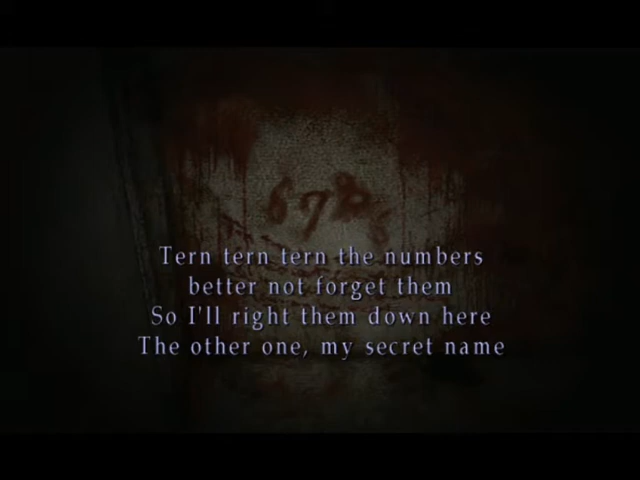 Tern tern tern the numbers
better not forget them
So I'll right them down here
The other one, my secret name